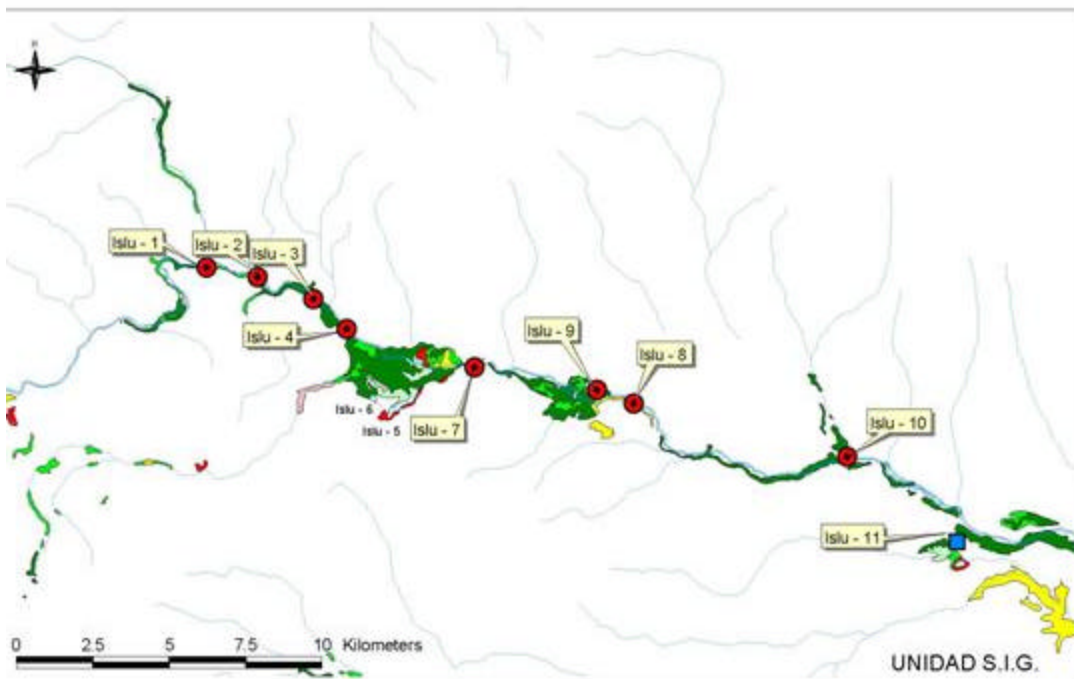 N
Islu - 1
Islu - 2
Islu - 3
Islu - 4
Islu - 9
Islu - 8
Islu - 6
Islu - 5
Islu - 7
Islu - 10
Islu - 11
0 2.5 5 7.5 10 Kilometers
UNIDAD S.I.G.